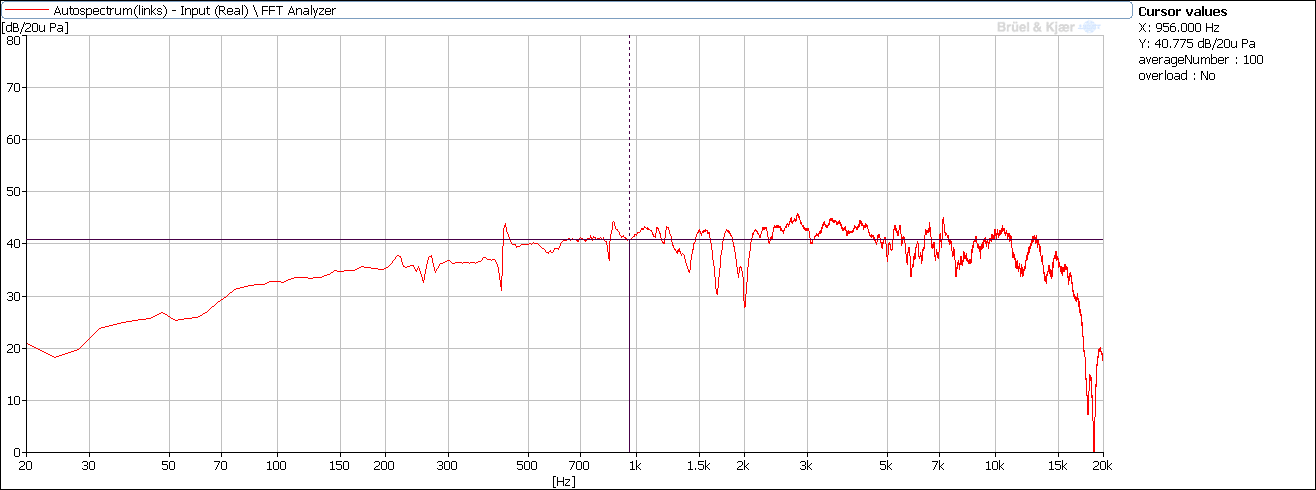 Autospectrum(links) - Input (Real) \ FFT Analyzer
[dB/20u Pa]
Brüel & Kjær
80
70
60
50
40
30
20
10
0
20 30 50 70 100 150 200 300 500 700 1k 1.5k 2k 3k 5k 7k 10k 15k 20k
[Hz]
Cursor values
X: 956.000 Hz
Y: 40.775 dB/20u Pa
averageNumber : 100
overload : No